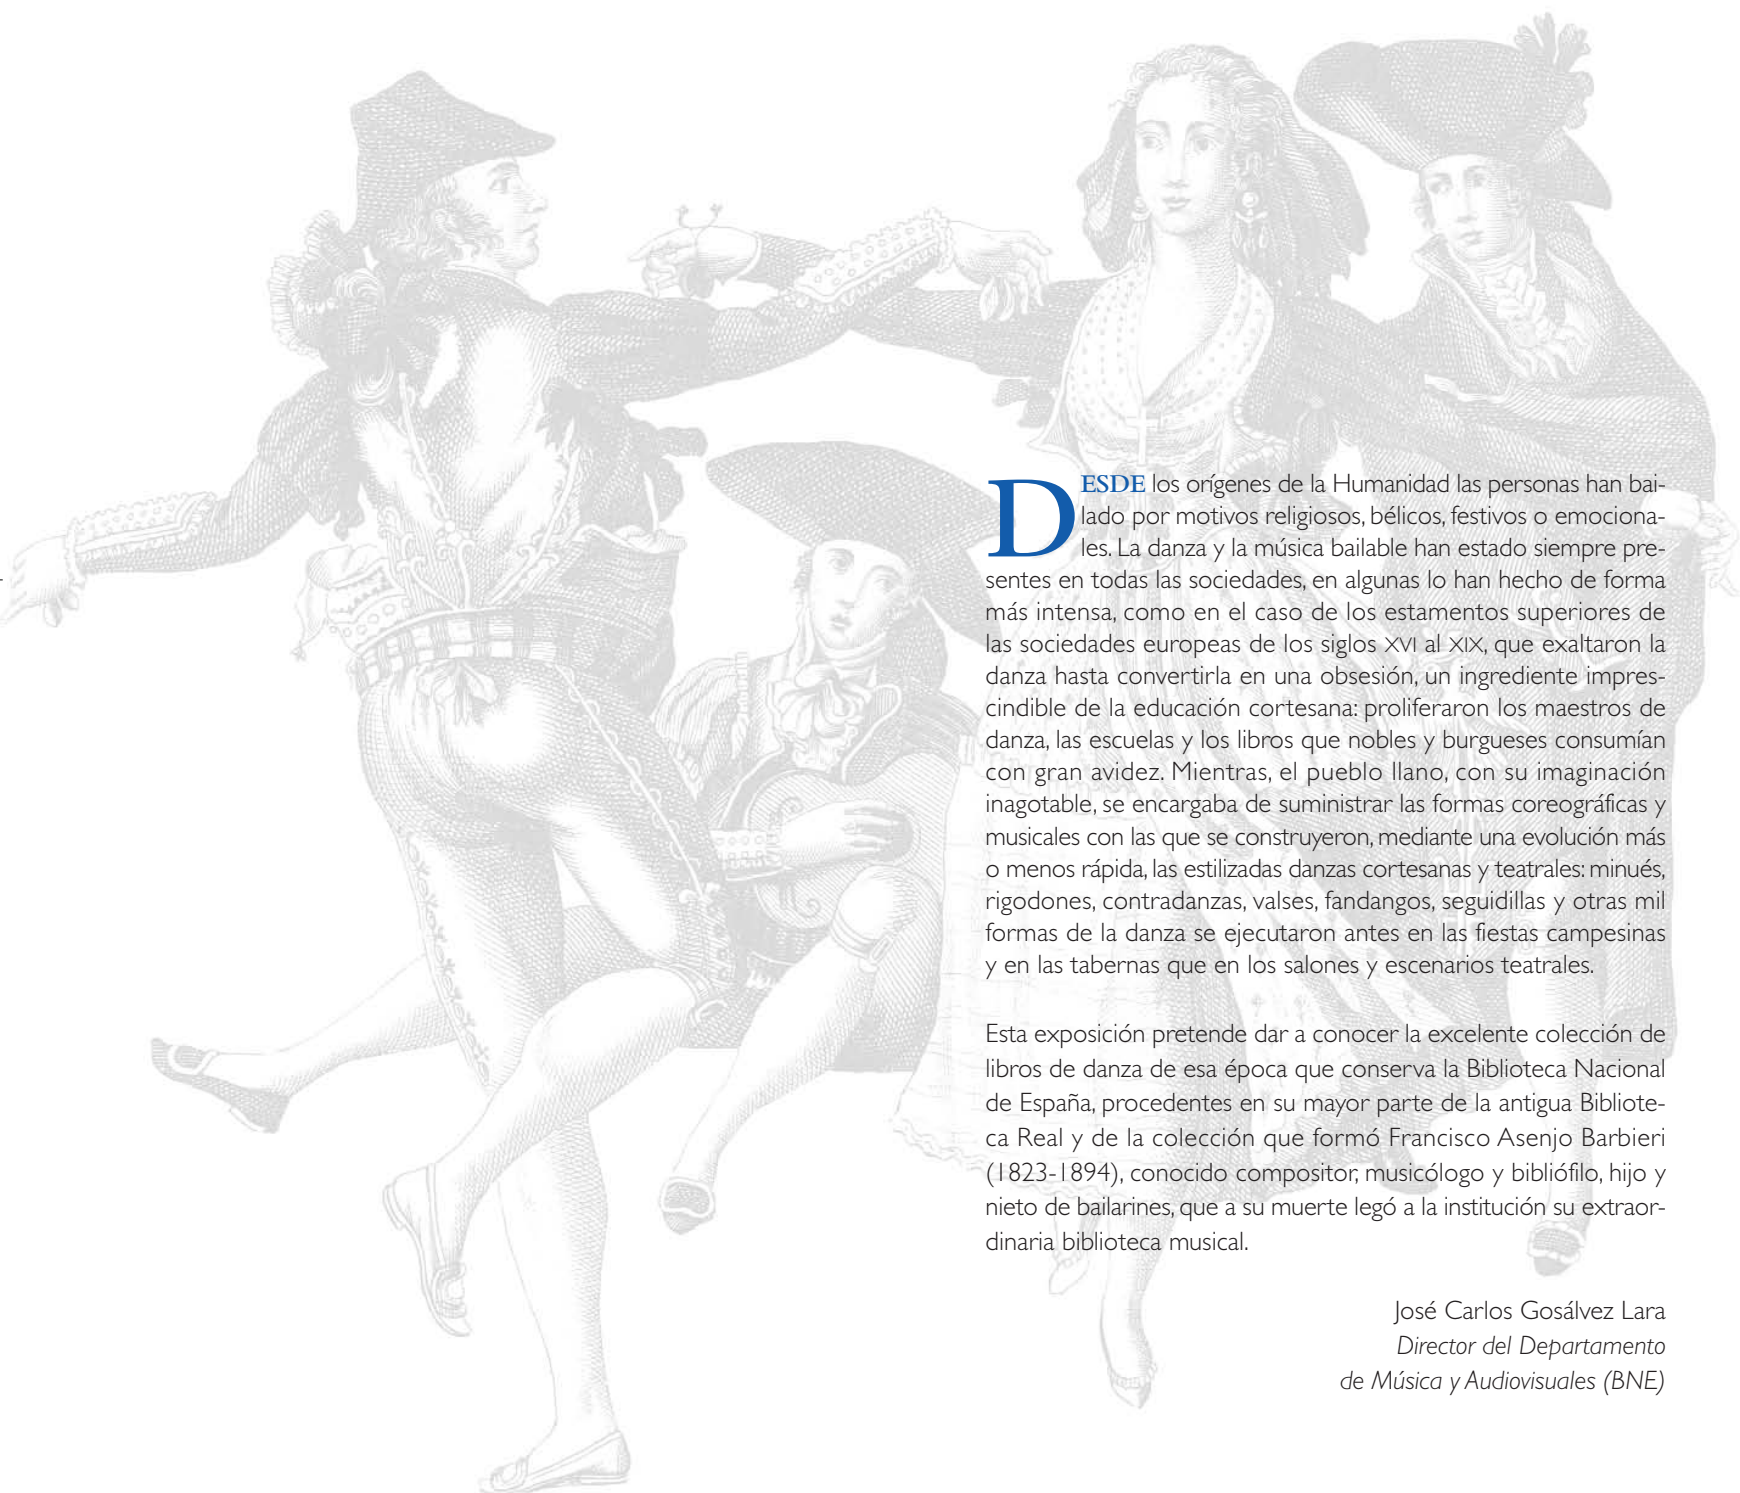 DESDE los orígenes de la Humanidad las personas han bai-
lado por motivos religiosos, bélicos, festivos o emociona-
les. La danza y la música bailable han estado siempre pre-
sentes en todas las sociedades, en algunas lo han hecho de forma
más intensa, como en el caso de los estamentos superiores de
las sociedades europeas de los siglos XVI al XIX, que exaltaron la
danza hasta convertirla en una obsesión, un ingrediente impres-
cindible de la educación cortesana: proliferaron los maestros de
danza, las escuelas y los libros que nobles y burgueses consumían
con gran avidez. Mientras, el pueblo llano, con su imaginación
inagotable, se encargaba de suministrar las formas coreográficas y
musicales con las que se construyeron, mediante una evolución más
o menos rápida, las estilizadas danzas cortesanas y teatrales: minués,
rigodones, contradanzas, valses, fandangos, seguidillas y otras mil
formas de la danza se ejecutaron antes en las fiestas campesinas
y en las tabernas que en los salones y escenarios teatrales.
Esta exposición pretende dar a conocer la excelente colección de
libros de danza de esa época que conserva la Biblioteca Nacional
de España, procedentes en su mayor parte de la antigua Bibliote-
ca Real y de la colección que formó Francisco Asenjo Barbieri
(1823-1894), conocido compositor, musicólogo y bibliófilo, hijo y
nieto de bailarines, que a su muerte legó a la institución su extraor-
dinaria biblioteca musical.
José Carlos Gosálvez Lara
Director del Departamento
de Música y Audiovisuales (BNE)